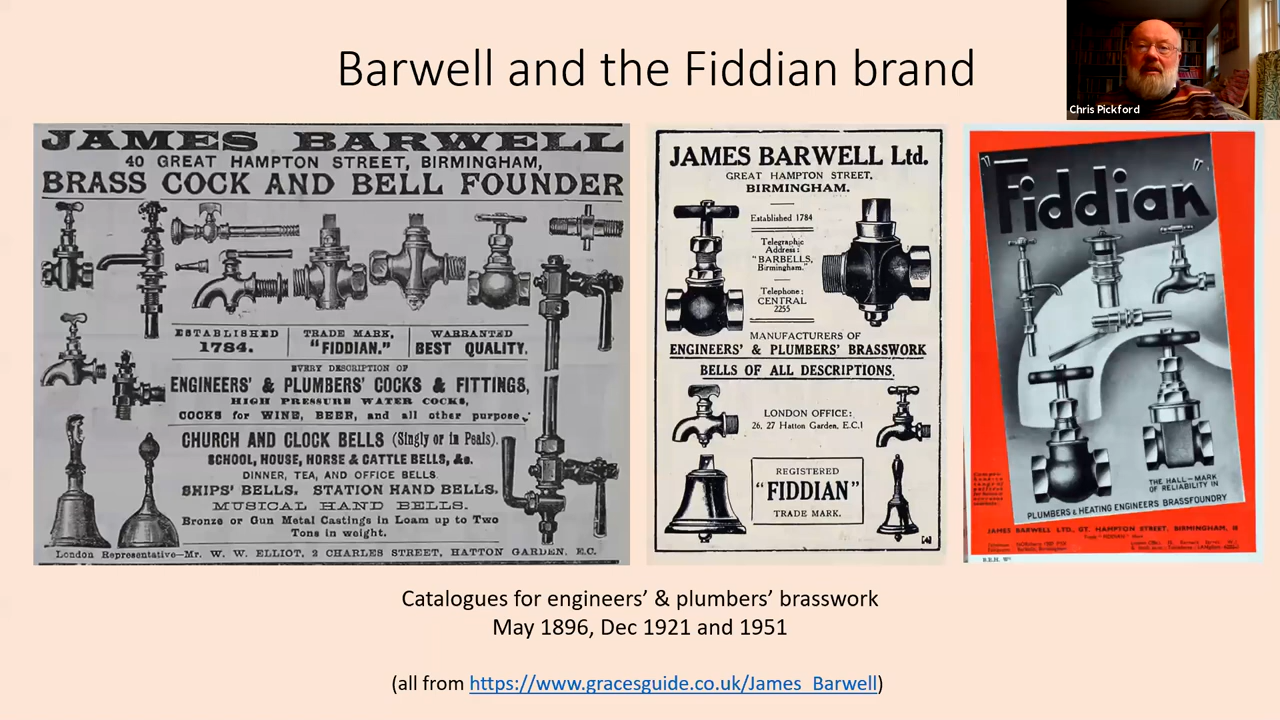 Barwell and the Fiddian brand
Chris Pickford
JAMES BARWELL
40 GREAT HAMPTON STREET, BIRMINGHAM,
BRASS COCK AND BELL FOUNDER
ESTABLISHED
1784.
TRADE MARK,
"FIDDIAN."
WARRANTED
BEST QUALITY.
EVERY DESCRIPTION OF
ENGINEERS' & PLUMBERS' COCKS & FITTINGS,
HIGH PRESSURE WATER COCKS,
COCKS for WINE, BEER, and all other purpose
CHURCH AND CLOCK BELLS (Singly or in Peals).
SCHOOL, HOUSE, HORSE & CATTLE BELLS, &c.
DINNER, TEA, AND OFFICE BELLS
SHIPS' BELLS. STATION HAND BELLS.
MUSICAL HAND BELLS.
Bronze or Gun Metal Castings in Loam up to Two
Tons in weight.
London Representative—Mr. W. W. ELLIOT, 2 CHARLES STREET, HATTON GARDEN, E.C.
JAMES BARWELL Ltd.
GREAT HAMPTON STREET,
BIRMINGHAM.
Established 1784
Telegraphic
Address:
"BARBELLS,
Birmingham."
Telephone:
CENTRAL
2255
MANUFACTURERS OF
ENGINEERS' & PLUMBERS' BRASSWORK
BELLS OF ALL DESCRIPTIONS.
LONDON OFFICE:
26, 27 Hatton Garden, E.C.1
REGISTERED
"FIDDIAN"
TRADE MARK.
"Fiddian"
THE HALL-MARK
OF RELIABILITY IN
PLUMBERS & HEATING ENGINEERS BRASSFOUNDRY
JAMES BARWELL LTD., GT. HAMPTON STREET, BIRMINGHAM, 18
Catalogues for engineers' & plumbers' brasswork
May 1896, Dec 1921 and 1951
(all from https://www.gracesguide.co.uk/James_Barwell)